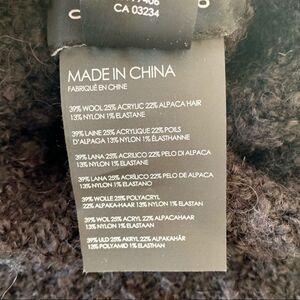 CA 03234
MADE IN CHINA
FABRIQUÉ EN CHINE
39% WOOL 25% ACRYLIC 22% ALPACA HAIR
13% NYLON 1% ELASTANE
39% LAINE 25% ACRYLIQUE 22% POILS
D'ALPAGA 13% NYLON 1% ÉLASTHANNE
39% LANA 25% ACRILICO 22% PELO DI ALPACA
13% NYLON 1% ELASTAN
39% LANA 25% ACRÍLICO 22% PELO DE ALPACA
13% NYLON 1% ELASTANO
39% WOLLE 25% POLYACRYL
22% ALPAKA-HAAR 13% NYLON 1% ELASTAN
39% WOL 25% ACRYL 22% ALPACAHAAR
13% NYLON 1% ELASTAAN
39% ULD 25% AKRYL 22% ALPAKAHÅR
13% POLYAMID 1% ELASTHAN